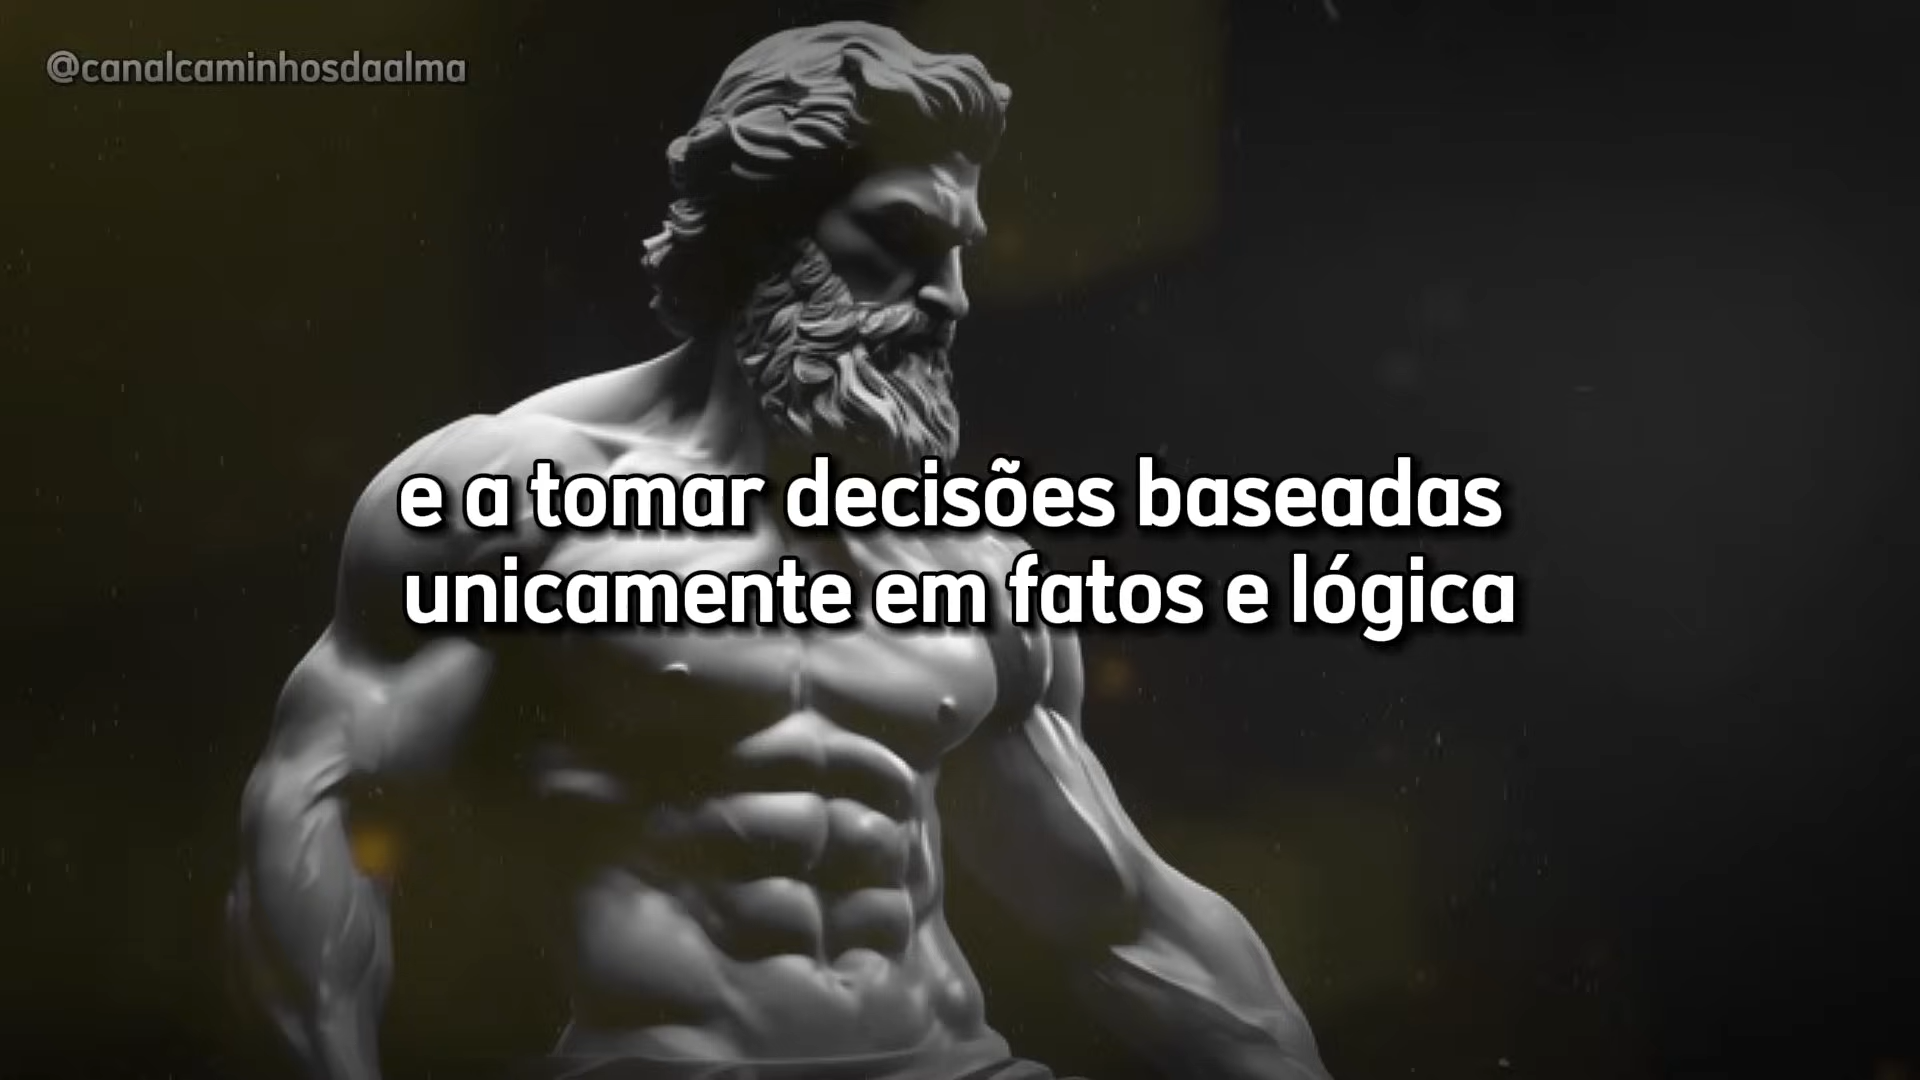 @canalcaminhosdaalma
e a tomar decisões baseadas
unicamente em fatos e lógica